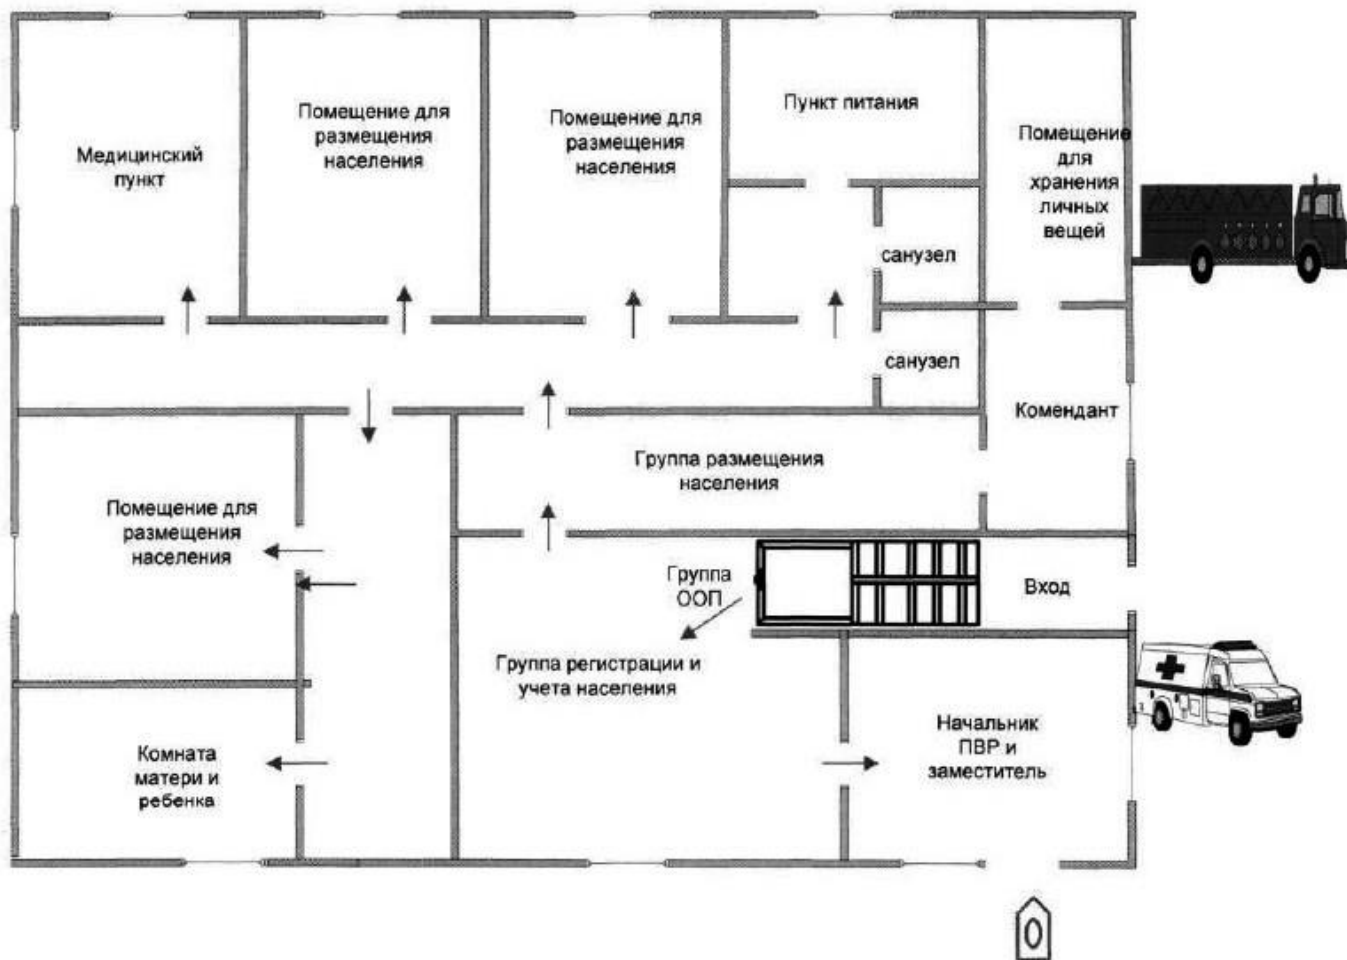 Медицинский
пункт
Помещение для
размещения
населения
Помещение для
размещения
населения
Пункт питания
Помещение
для
хранения
личных
вещей
санузел
санузел
Комендант
Группа размещения
населения
Помещение для
размещения
населения
Группа
ООП
Вход
Группа регистрации и
учета населения
Начальник
ПВР и
заместитель
Комната
матери и
ребенка